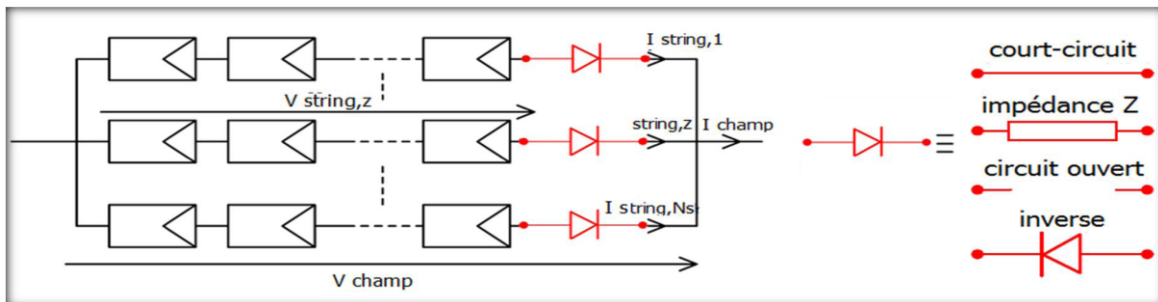 I string,1
V string,z
string,z
I champ
I string,Ns
V champ
court-circuit
impédance Z
circuit ouvert
inverse